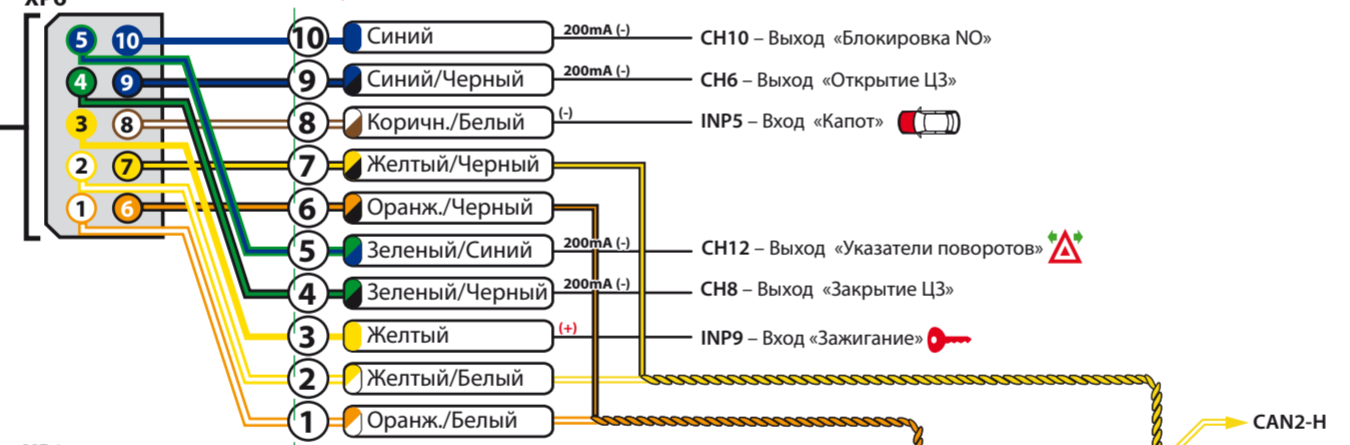 5 10 10 Синий 200mA (-) CH10 – Выход «Блокировка NO»
4 9 9 Синий/Черный 200mA (-) CH6 – Выход «Открытие ЦЗ»
3 8 8 Коричн./Белый (-) INP5 – Вход «Капот»
2 7 7 Желтый/Черный
1 6 6 Оранж./Черный
5 Зеленый/Синий 200mA (-) CH12 – Выход «Указатели поворотов»
4 Зеленый/Черный 200mA (-) CH8 – Выход «Закрытие ЦЗ»
3 Желтый (+) INP9 – Вход «Зажигание»
2 Желтый/Белый
1 Оранж./Белый
CAN2-H